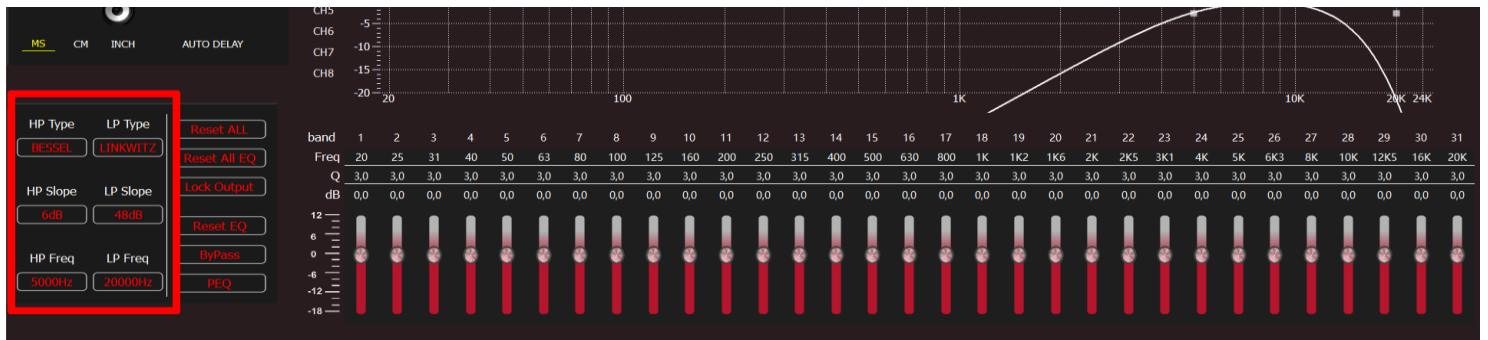 CH5
-5
CH6
MS CM INCH AUTO DELAY
-10
CH7
-15
CH8
-20
20 100 1K 10K 20K 24K
HP Type LP Type
BESSEL LINKWITZ
HP Slope LP Slope
6dB 48dB
HP Freq LP Freq
5000Hz 20000Hz
Reset ALL
Reset All EQ
Lock Output
Reset EQ
ByPass
PEQ
band 1 2 3 4 5 6 7 8 9 10 11 12 13 14 15 16 17 18 19 20 21 22 23 24 25 26 27 28 29 30 31
Freq 20 25 31 40 50 63 80 100 125 160 200 250 315 400 500 630 800 1K 1K2 1K6 2K 2K5 3K1 4K 5K 6K3 8K 10K 12K5 16K 20K
Q 3,0 3,0 3,0 3,0 3,0 3,0 3,0 3,0 3,0 3,0 3,0 3,0 3,0 3,0 3,0 3,0 3,0 3,0 3,0 3,0 3,0 3,0 3,0 3,0 3,0 3,0 3,0 3,0 3,0 3,0 3,0
dB 0,0 0,0 0,0 0,0 0,0 0,0 0,0 0,0 0,0 0,0 0,0 0,0 0,0 0,0 0,0 0,0 0,0 0,0 0,0 0,0 0,0 0,0 0,0 0,0 0,0 0,0 0,0 0,0 0,0 0,0 0,0
12
6
0
-6
-12
-18